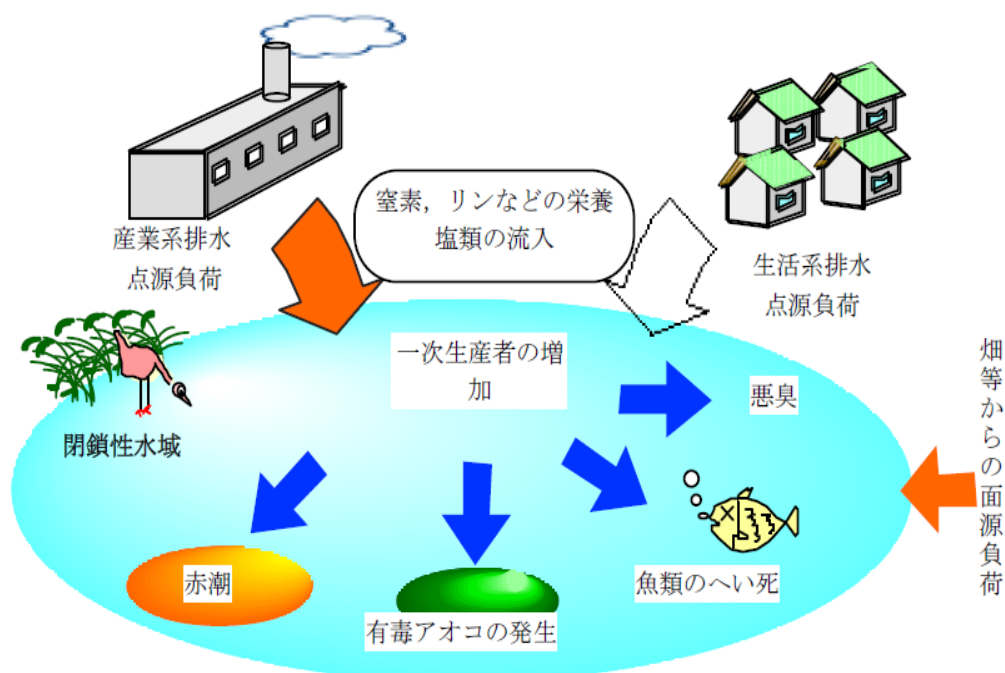 産業系排水
点源負荷
窒素，リンなどの栄養
塩類の流入
生活系排水
点源負荷
一次生産者の増
加
悪臭
閉鎖性水域
畑等からの面源負荷
赤潮
有毒アオコの発生
魚類のへい死